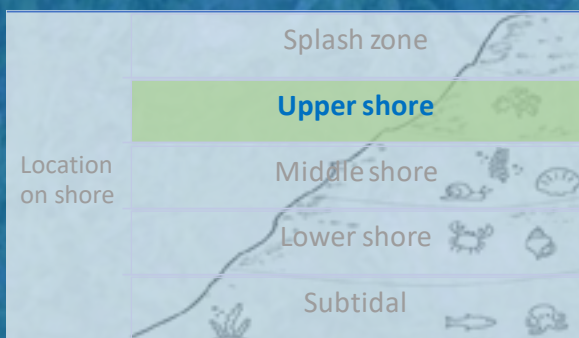 Splash zone
Upper shore
Location
on shore
Middle shore
Lower shore
Subtidal